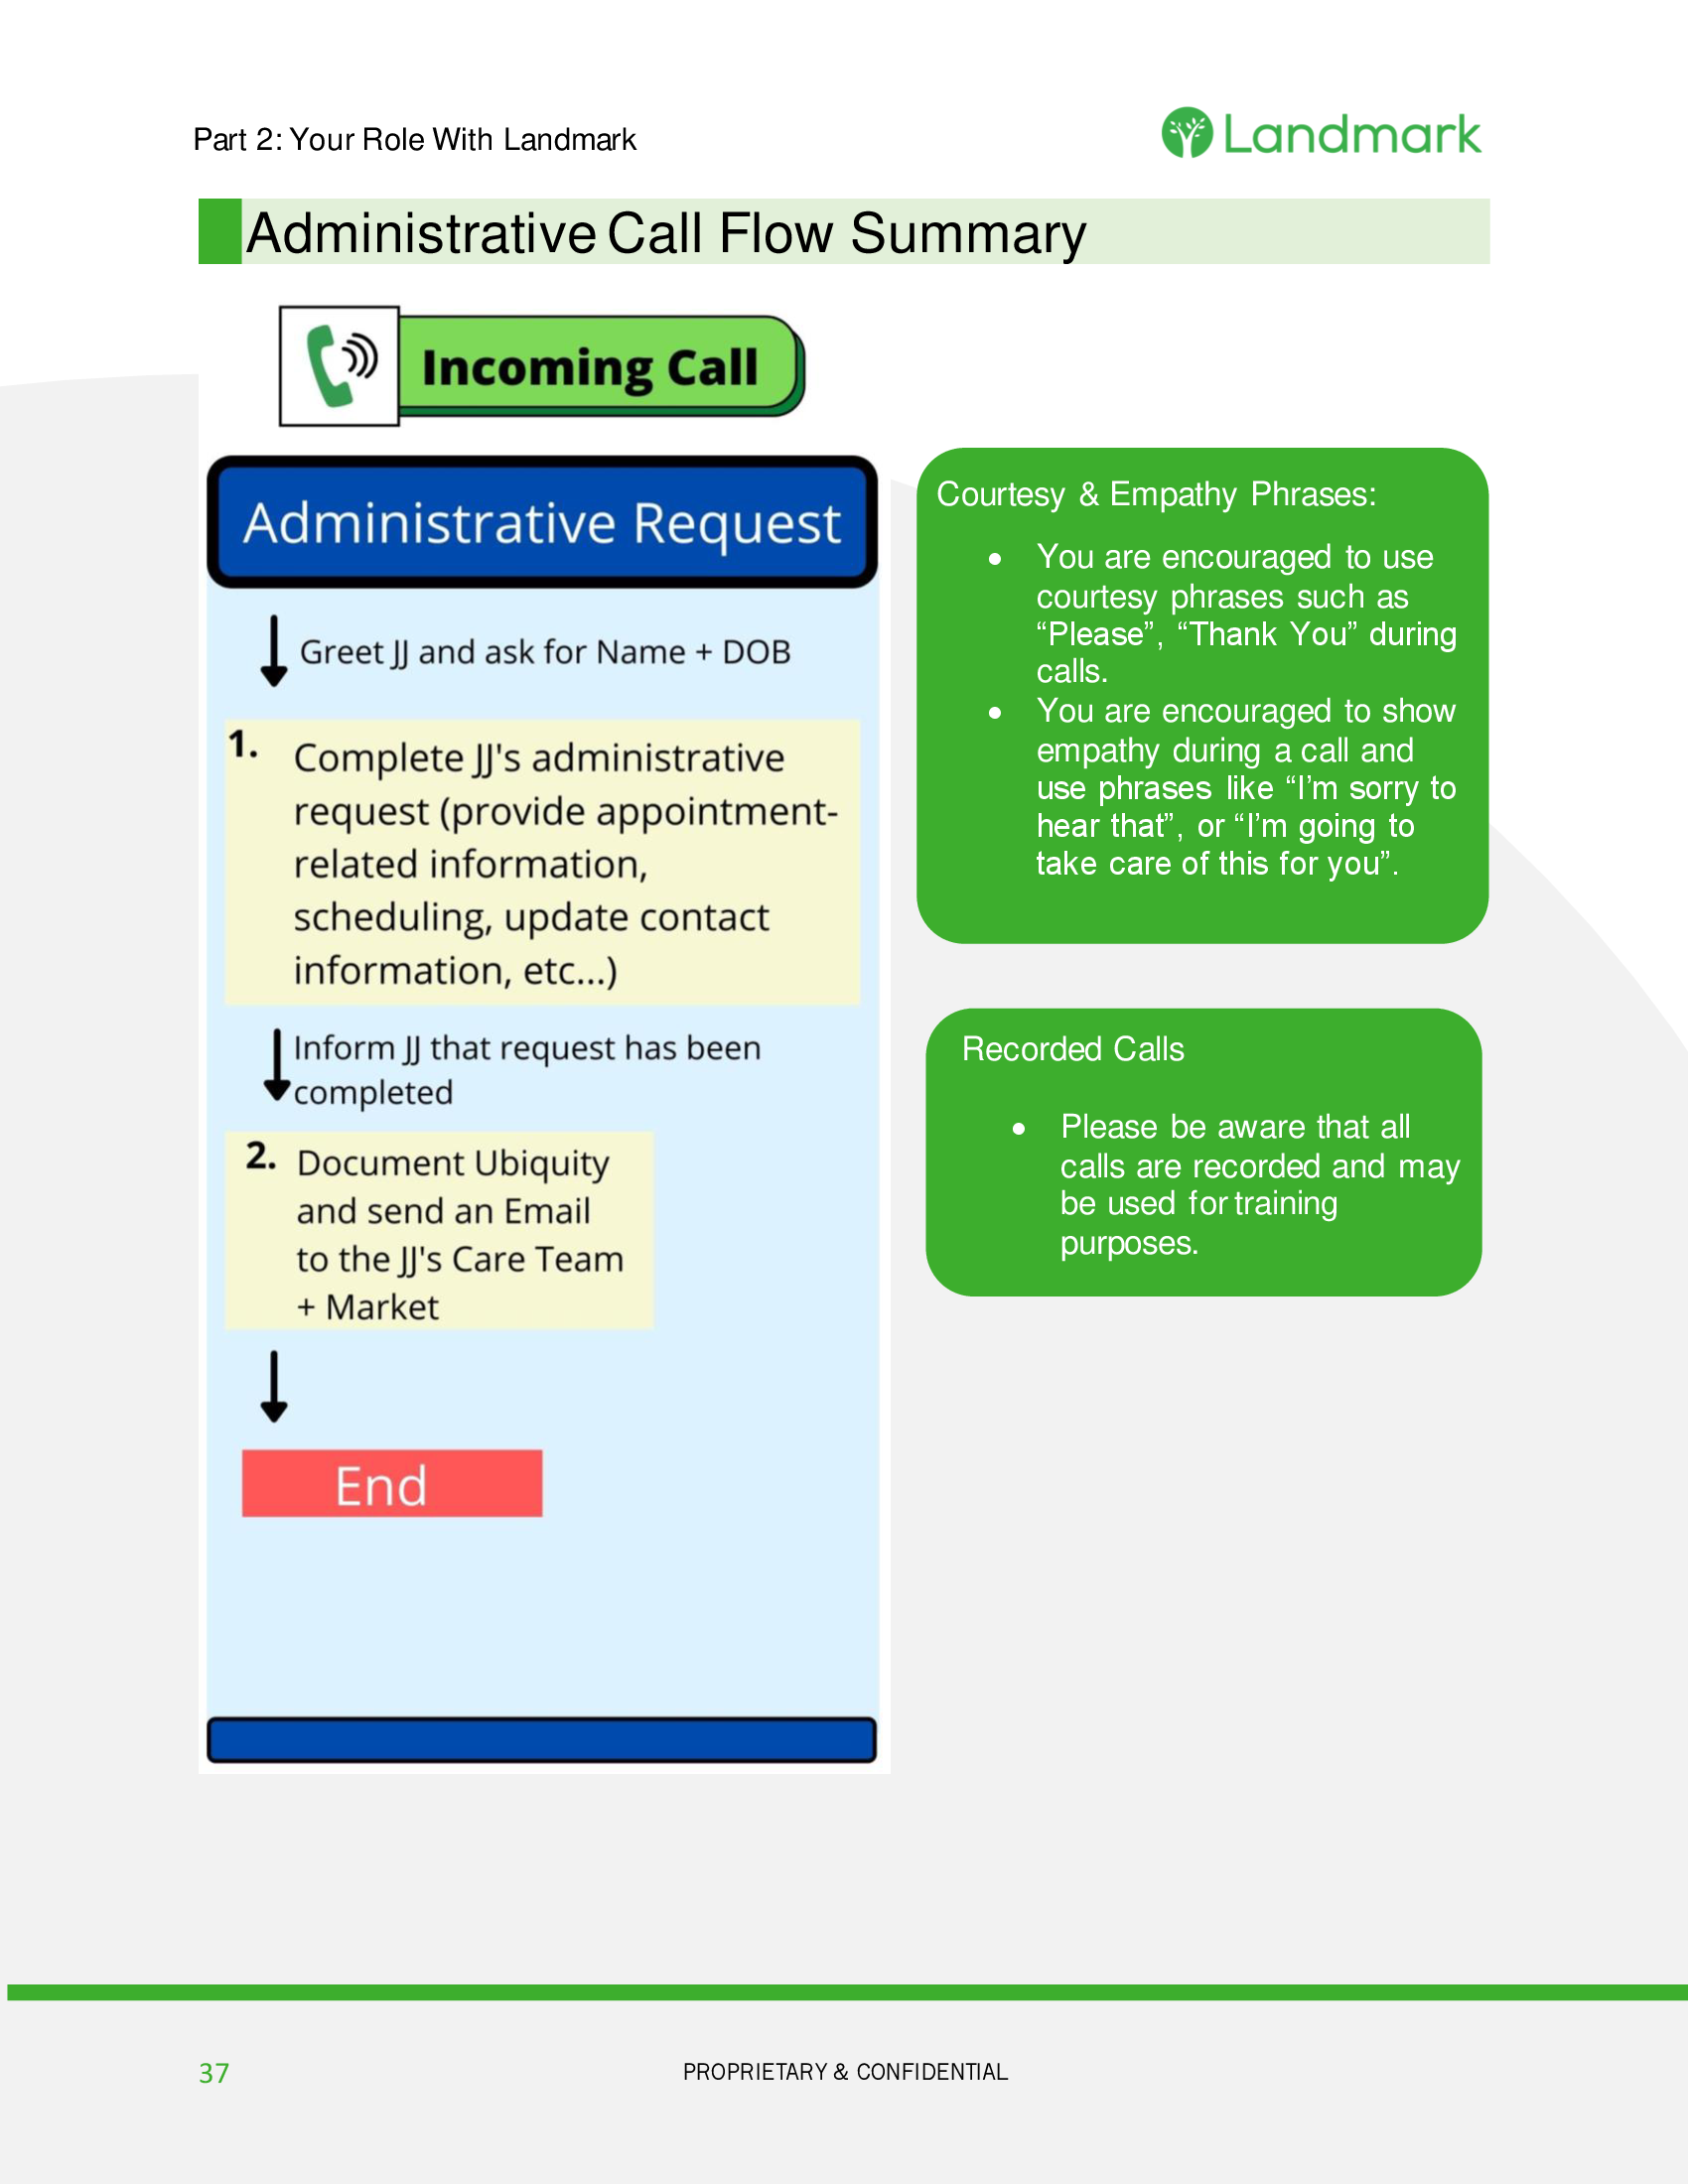 Part 2: Your Role With Landmark
Landmark
Administrative Call Flow Summary
Incoming Call
Administrative Request
Greet JJ and ask for Name + DOB
1. Complete JJ's administrative
request (provide appointment-
related information,
scheduling, update contact
information, etc...)
Inform JJ that request has been
completed
2. Document Ubiquity
and send an Email
to the JJ's Care Team
+ Market
End
Courtesy & Empathy Phrases:
• You are encouraged to use
courtesy phrases such as
“Please”, “Thank You” during
calls.
• You are encouraged to show
empathy during a call and
use phrases like “I’m sorry to
hear that”, or “I’m going to
take care of this for you”.
Recorded Calls
• Please be aware that all
calls are recorded and may
be used for training
purposes.
37
PROPRIETARY & CONFIDENTIAL